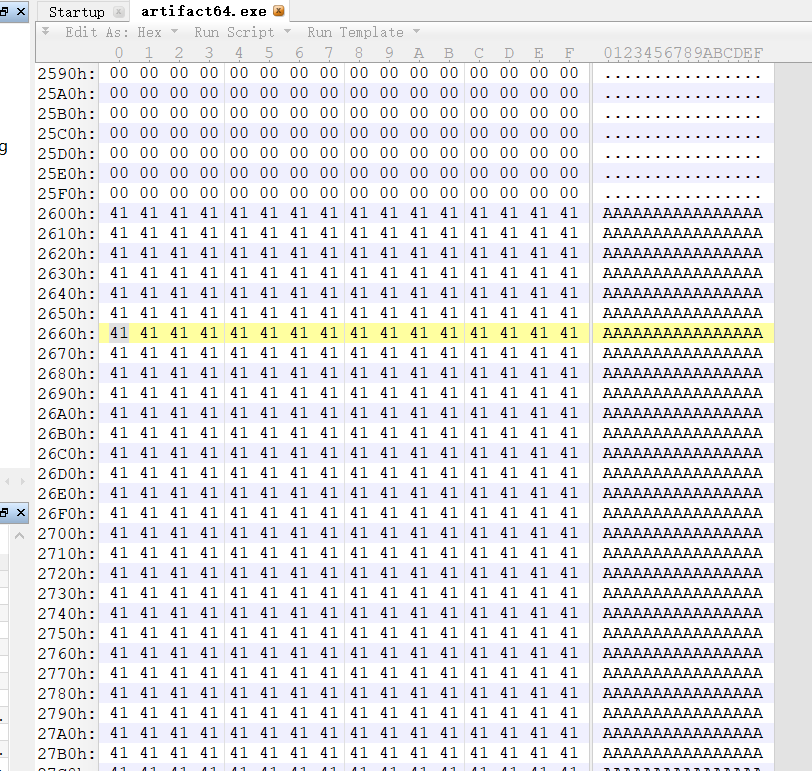 Startup artifact64.exe
Edit As: Hex Run Script Run Template
0 1 2 3 4 5 6 7 8 9 A B C D E F 0123456789ABCDEF
2590h: 00 00 00 00 00 00 00 00 00 00 00 00 00 00 00 00 ................
25A0h: 00 00 00 00 00 00 00 00 00 00 00 00 00 00 00 00 ................
25B0h: 00 00 00 00 00 00 00 00 00 00 00 00 00 00 00 00 ................
25C0h: 00 00 00 00 00 00 00 00 00 00 00 00 00 00 00 00 ................
g
25D0h: 00 00 00 00 00 00 00 00 00 00 00 00 00 00 00 00 ................
25E0h: 00 00 00 00 00 00 00 00 00 00 00 00 00 00 00 00 ................
25F0h: 00 00 00 00 00 00 00 00 00 00 00 00 00 00 00 00 ................
2600h: 41 41 41 41 41 41 41 41 41 41 41 41 41 41 41 41 AAAAAAAAAAAAAAAA
2610h: 41 41 41 41 41 41 41 41 41 41 41 41 41 41 41 41 AAAAAAAAAAAAAAAA
2620h: 41 41 41 41 41 41 41 41 41 41 41 41 41 41 41 41 AAAAAAAAAAAAAAAA
2630h: 41 41 41 41 41 41 41 41 41 41 41 41 41 41 41 41 AAAAAAAAAAAAAAAA
2640h: 41 41 41 41 41 41 41 41 41 41 41 41 41 41 41 41 AAAAAAAAAAAAAAAA
2650h: 41 41 41 41 41 41 41 41 41 41 41 41 41 41 41 41 AAAAAAAAAAAAAAAA
2660h: 41 41 41 41 41 41 41 41 41 41 41 41 41 41 41 41 AAAAAAAAAAAAAAAA
2670h: 41 41 41 41 41 41 41 41 41 41 41 41 41 41 41 41 AAAAAAAAAAAAAAAA
2680h: 41 41 41 41 41 41 41 41 41 41 41 41 41 41 41 41 AAAAAAAAAAAAAAAA
2690h: 41 41 41 41 41 41 41 41 41 41 41 41 41 41 41 41 AAAAAAAAAAAAAAAA
26A0h: 41 41 41 41 41 41 41 41 41 41 41 41 41 41 41 41 AAAAAAAAAAAAAAAA
26B0h: 41 41 41 41 41 41 41 41 41 41 41 41 41 41 41 41 AAAAAAAAAAAAAAAA
26C0h: 41 41 41 41 41 41 41 41 41 41 41 41 41 41 41 41 AAAAAAAAAAAAAAAA
26D0h: 41 41 41 41 41 41 41 41 41 41 41 41 41 41 41 41 AAAAAAAAAAAAAAAA
26E0h: 41 41 41 41 41 41 41 41 41 41 41 41 41 41 41 41 AAAAAAAAAAAAAAAA
26F0h: 41 41 41 41 41 41 41 41 41 41 41 41 41 41 41 41 AAAAAAAAAAAAAAAA
2700h: 41 41 41 41 41 41 41 41 41 41 41 41 41 41 41 41 AAAAAAAAAAAAAAAA
2710h: 41 41 41 41 41 41 41 41 41 41 41 41 41 41 41 41 AAAAAAAAAAAAAAAA
2720h: 41 41 41 41 41 41 41 41 41 41 41 41 41 41 41 41 AAAAAAAAAAAAAAAA
2730h: 41 41 41 41 41 41 41 41 41 41 41 41 41 41 41 41 AAAAAAAAAAAAAAAA
2740h: 41 41 41 41 41 41 41 41 41 41 41 41 41 41 41 41 AAAAAAAAAAAAAAAA
2750h: 41 41 41 41 41 41 41 41 41 41 41 41 41 41 41 41 AAAAAAAAAAAAAAAA
2760h: 41 41 41 41 41 41 41 41 41 41 41 41 41 41 41 41 AAAAAAAAAAAAAAAA
2770h: 41 41 41 41 41 41 41 41 41 41 41 41 41 41 41 41 AAAAAAAAAAAAAAAA
2780h: 41 41 41 41 41 41 41 41 41 41 41 41 41 41 41 41 AAAAAAAAAAAAAAAA
2790h: 41 41 41 41 41 41 41 41 41 41 41 41 41 41 41 41 AAAAAAAAAAAAAAAA
27A0h: 41 41 41 41 41 41 41 41 41 41 41 41 41 41 41 41 AAAAAAAAAAAAAAAA
27B0h: 41 41 41 41 41 41 41 41 41 41 41 41 41 41 41 41 AAAAAAAAAAAAAAAA